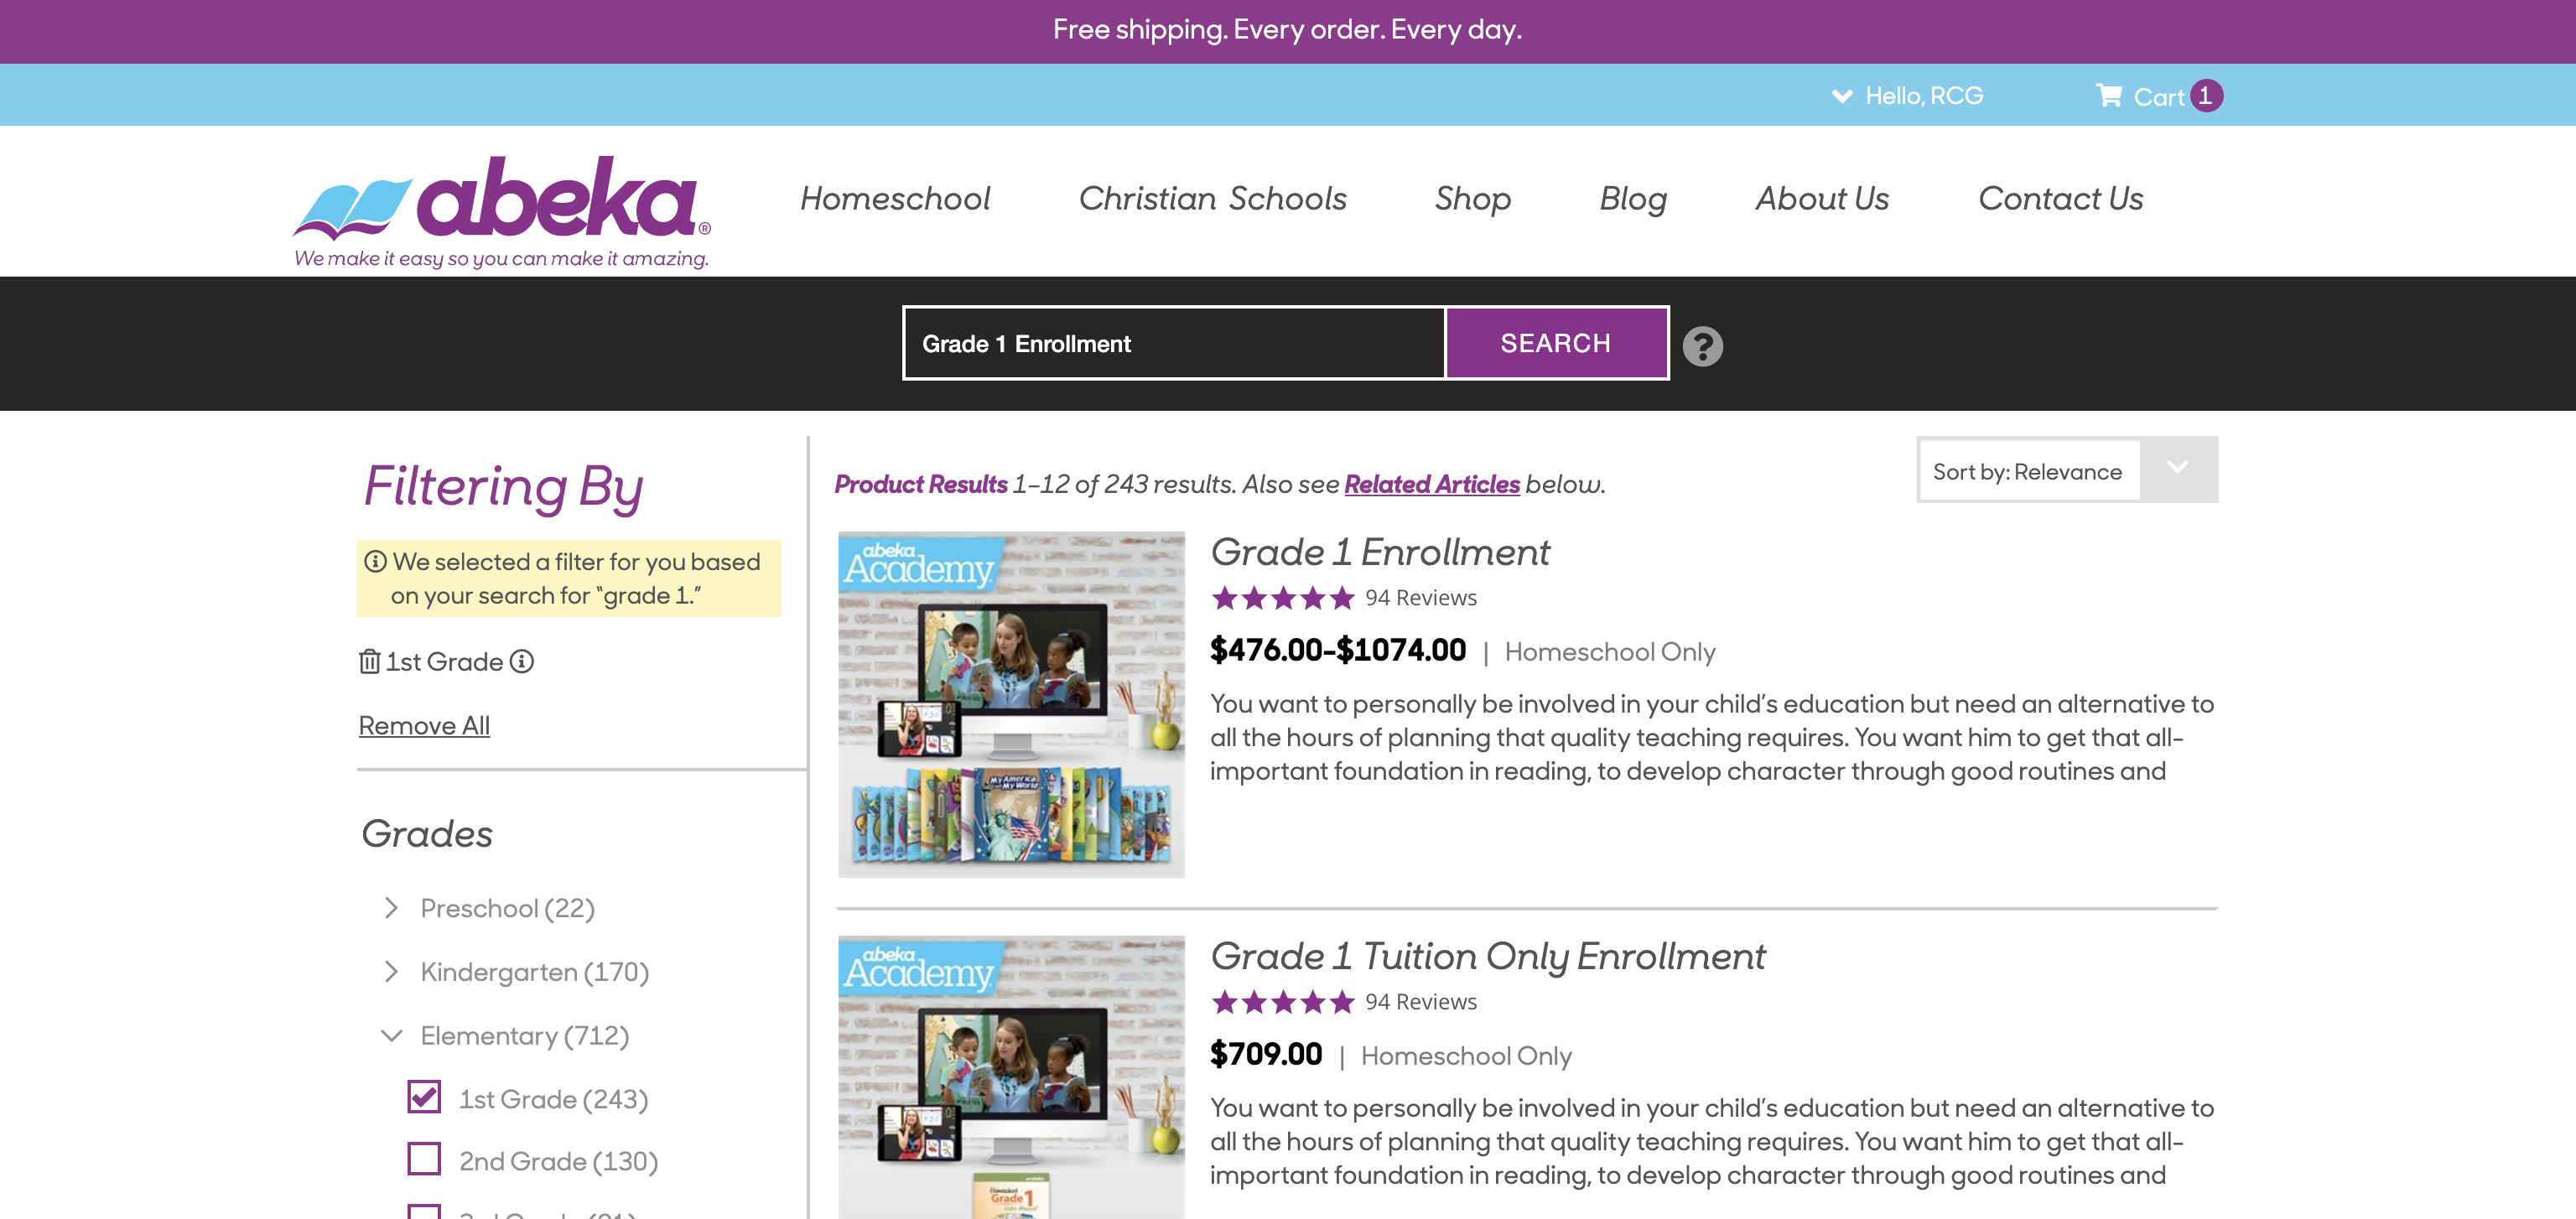 Free shipping. Every order. Every day.
Hello, RCG
Cart 1
abeka®
We make it easy so you can make it amazing.
Homeschool
Christian Schools
Shop
Blog
About Us
Contact Us
Grade 1 Enrollment
SEARCH
?
Filtering By
We selected a filter for you based
on your search for “grade 1.”
1st Grade
Remove All
Grades
Preschool (22)
Kindergarten (170)
Elementary (712)
1st Grade (243)
2nd Grade (130)
Product Results 1–12 of 243 results. Also see Related Articles below.
Sort by: Relevance
abeka
Academy
My America
and My World
Grade 1 Enrollment
94 Reviews
$476.00–$1074.00 | Homeschool Only
You want to personally be involved in your child’s education but need an alternative to
all the hours of planning that quality teaching requires. You want him to get that all-
important foundation in reading, to develop character through good routines and
abeka
Academy
Homeschool
Grade 1
Grade 1 Tuition Only Enrollment
94 Reviews
$709.00 | Homeschool Only
You want to personally be involved in your child’s education but need an alternative to
all the hours of planning that quality teaching requires. You want him to get that all-
important foundation in reading, to develop character through good routines and